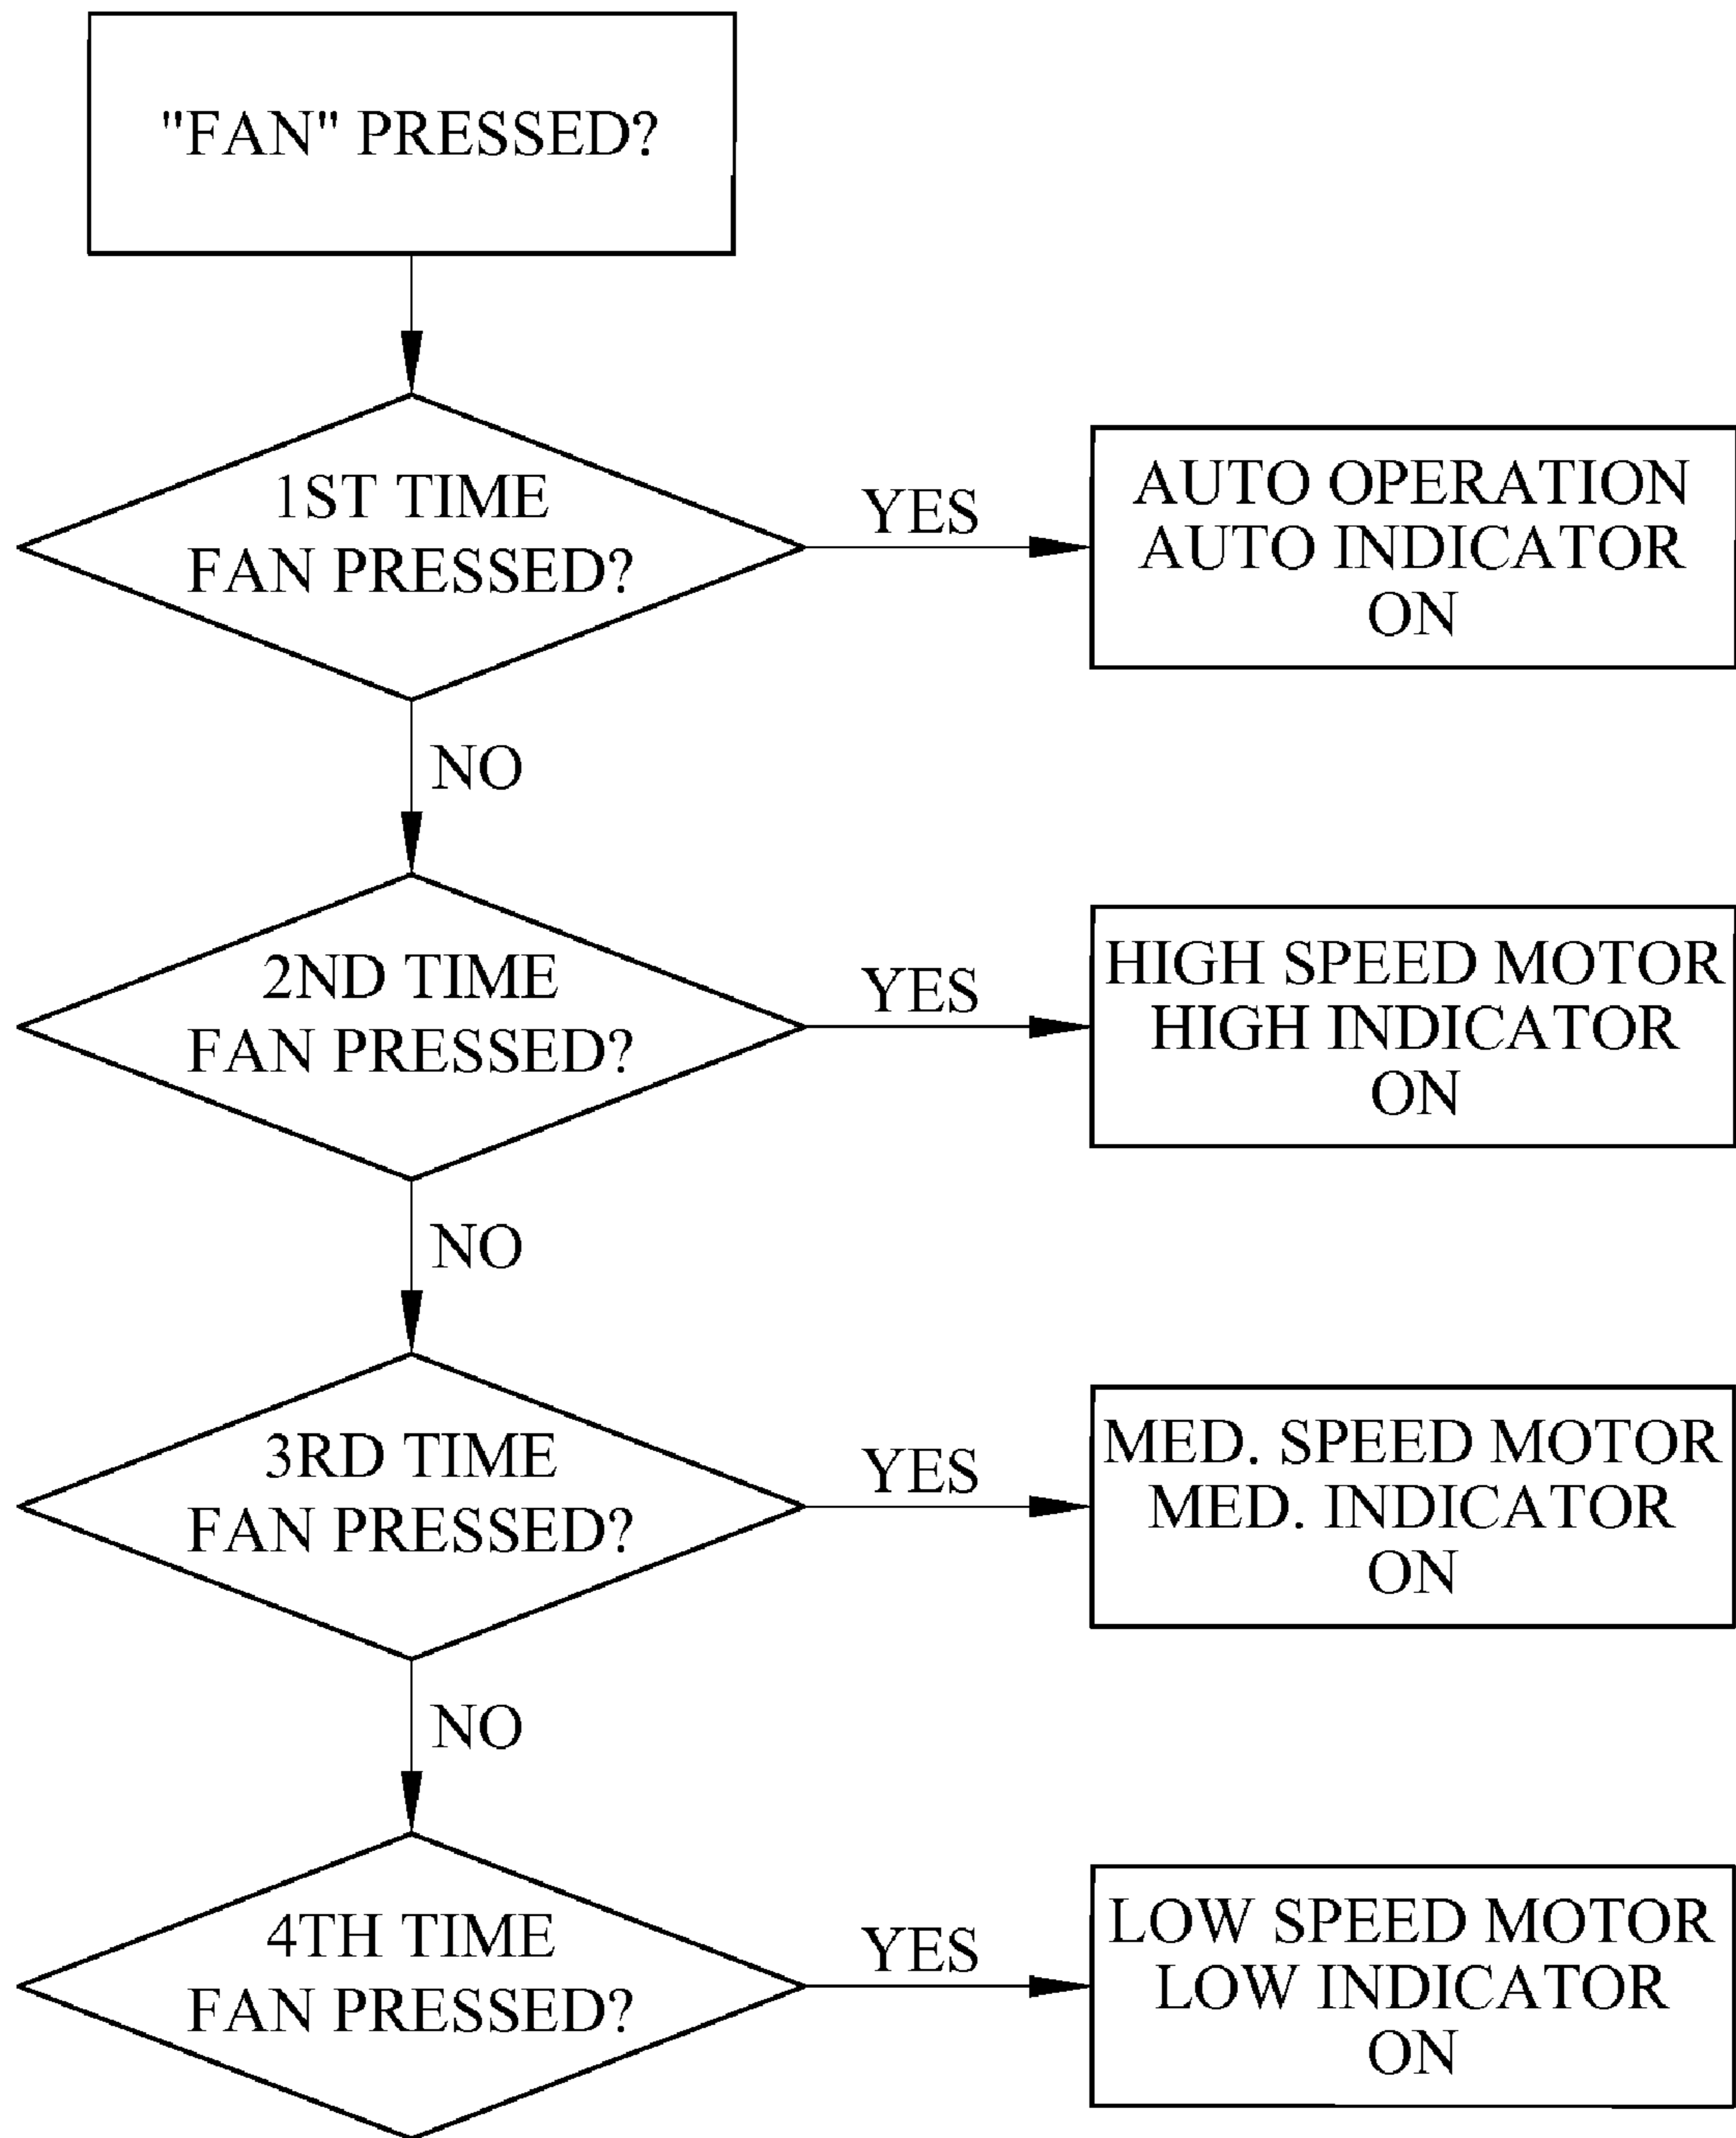 "FAN" PRESSED?
1ST TIME
FAN PRESSED?
YES
AUTO OPERATION
AUTO INDICATOR
ON
NO
2ND TIME
FAN PRESSED?
YES
HIGH SPEED MOTOR
HIGH INDICATOR
ON
NO
3RD TIME
FAN PRESSED?
YES
MED. SPEED MOTOR
MED. INDICATOR
ON
NO
4TH TIME
FAN PRESSED?
YES
LOW SPEED MOTOR
LOW INDICATOR
ON